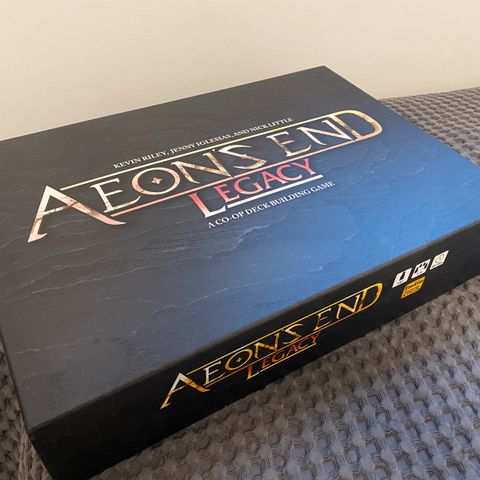 KEVIN RILEY, JENNY IGLESIAS, AND NICK LITTLE
AEON'S END
LEGACY
A CO-OP DECK BUILDING GAME
AEON'S END
LEGACY